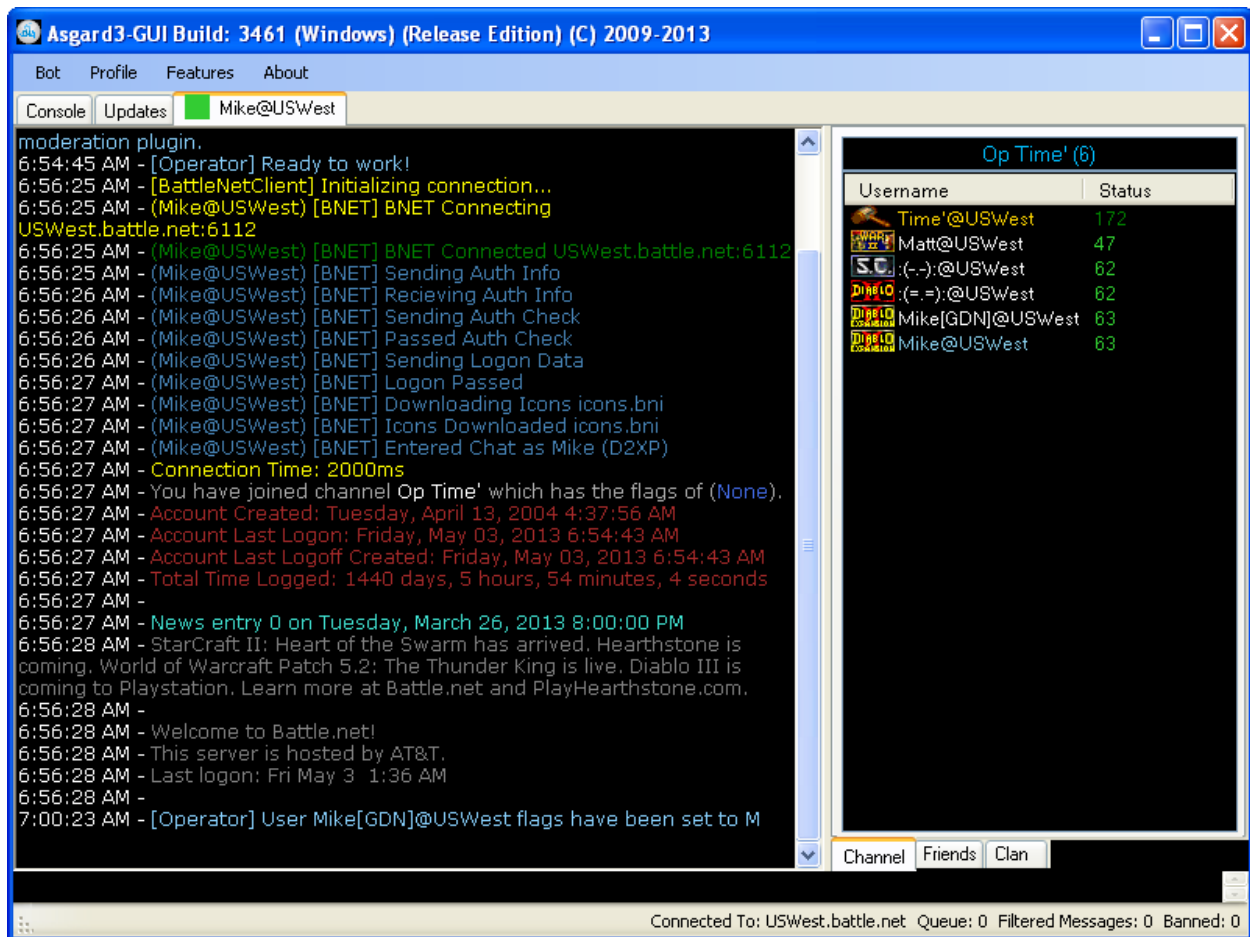 Asgard3-GUI Build: 3461 (Windows) (Release Edition) (C) 2009-2013
Bot Profile Features About
Console Updates Mike@USWest
moderation plugin.
6:54:45 AM - [Operator] Ready to work!
6:56:25 AM - [BattleNetClient] Initializing connection...
6:56:25 AM - (Mike@USWest) [BNET] BNET Connecting
USWest.battle.net:6112
6:56:25 AM - (Mike@USWest) [BNET] BNET Connected USWest.battle.net:6112
6:56:25 AM - (Mike@USWest) [BNET] Sending Auth Info
6:56:26 AM - (Mike@USWest) [BNET] Recieving Auth Info
6:56:26 AM - (Mike@USWest) [BNET] Sending Auth Check
6:56:26 AM - (Mike@USWest) [BNET] Passed Auth Check
6:56:26 AM - (Mike@USWest) [BNET] Sending Logon Data
6:56:27 AM - (Mike@USWest) [BNET] Logon Passed
6:56:27 AM - (Mike@USWest) [BNET] Downloading Icons icons.bni
6:56:27 AM - (Mike@USWest) [BNET] Icons Downloaded icons.bni
6:56:27 AM - (Mike@USWest) [BNET] Entered Chat as Mike (D2XP)
6:56:27 AM - Connection Time: 2000ms
6:56:27 AM - You have joined channel Op Time' which has the flags of (None).
6:56:27 AM - Account Created: Tuesday, April 13, 2004 4:37:56 AM
6:56:27 AM - Account Last Logon: Friday, May 03, 2013 6:54:43 AM
6:56:27 AM - Account Last Logoff Created: Friday, May 03, 2013 6:54:43 AM
6:56:27 AM - Total Time Logged: 1440 days, 5 hours, 54 minutes, 4 seconds
6:56:27 AM -
6:56:27 AM - News entry 0 on Tuesday, March 26, 2013 8:00:00 PM
6:56:28 AM - StarCraft II: Heart of the Swarm has arrived. Hearthstone is
coming. World of Warcraft Patch 5.2: The Thunder King is live. Diablo III is
coming to Playstation. Learn more at Battle.net and PlayHearthstone.com.
6:56:28 AM -
6:56:28 AM - Welcome to Battle.net!
6:56:28 AM - This server is hosted by AT&T.
6:56:28 AM - Last logon: Fri May 3  1:36 AM
6:56:28 AM -
7:00:23 AM - [Operator] User Mike[GDN]@USWest flags have been set to M
Op Time' (6)
Username Status
Time'@USWest 172
WAR II Matt@USWest 47
S.C. :(-.-):@USWest 62
DIABLO :(=.=):@USWest 62
DIABLO EXPANSION Mike[GDN]@USWest 63
DIABLO EXPANSION Mike@USWest 63
Channel Friends Clan
Connected To: USWest.battle.net Queue: 0 Filtered Messages: 0 Banned: 0